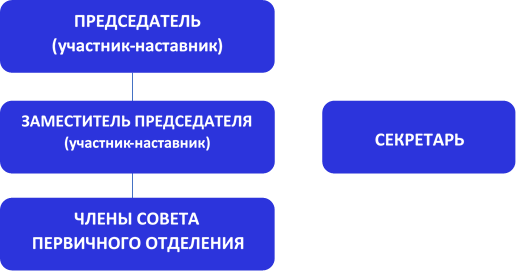 ПРЕДСЕДАТЕЛЬ
(участник-наставник)
ЗАМЕСТИТЕЛЬ ПРЕДСЕДАТЕЛЯ
(участник-наставник)
СЕКРЕТАРЬ
ЧЛЕНЫ СОВЕТА
ПЕРВИЧНОГО ОТДЕЛЕНИЯ